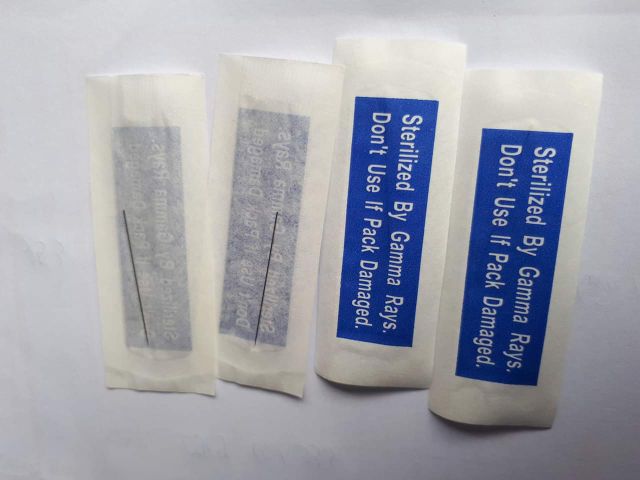 Sterilized By Gamma Rays.
Don't Use If Pack Damaged.
Sterilized By Gamma Rays.
Don't Use If Pack Damaged.